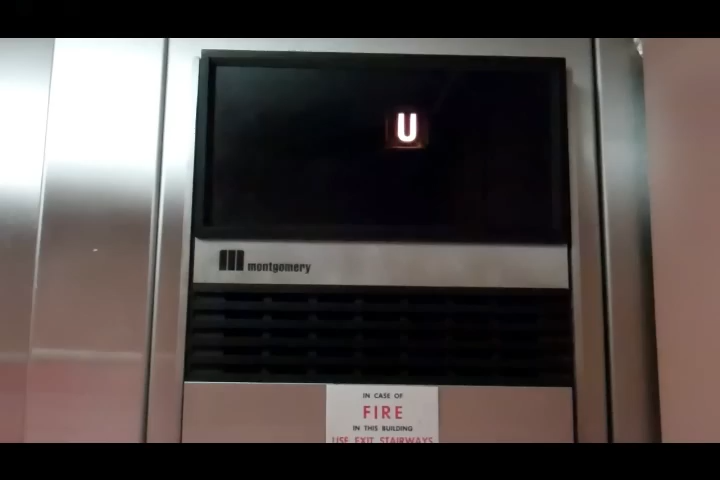 U
montgomery
IN CASE OF
FIRE
IN THIS BUILDING
USE EXIT STAIRWAYS